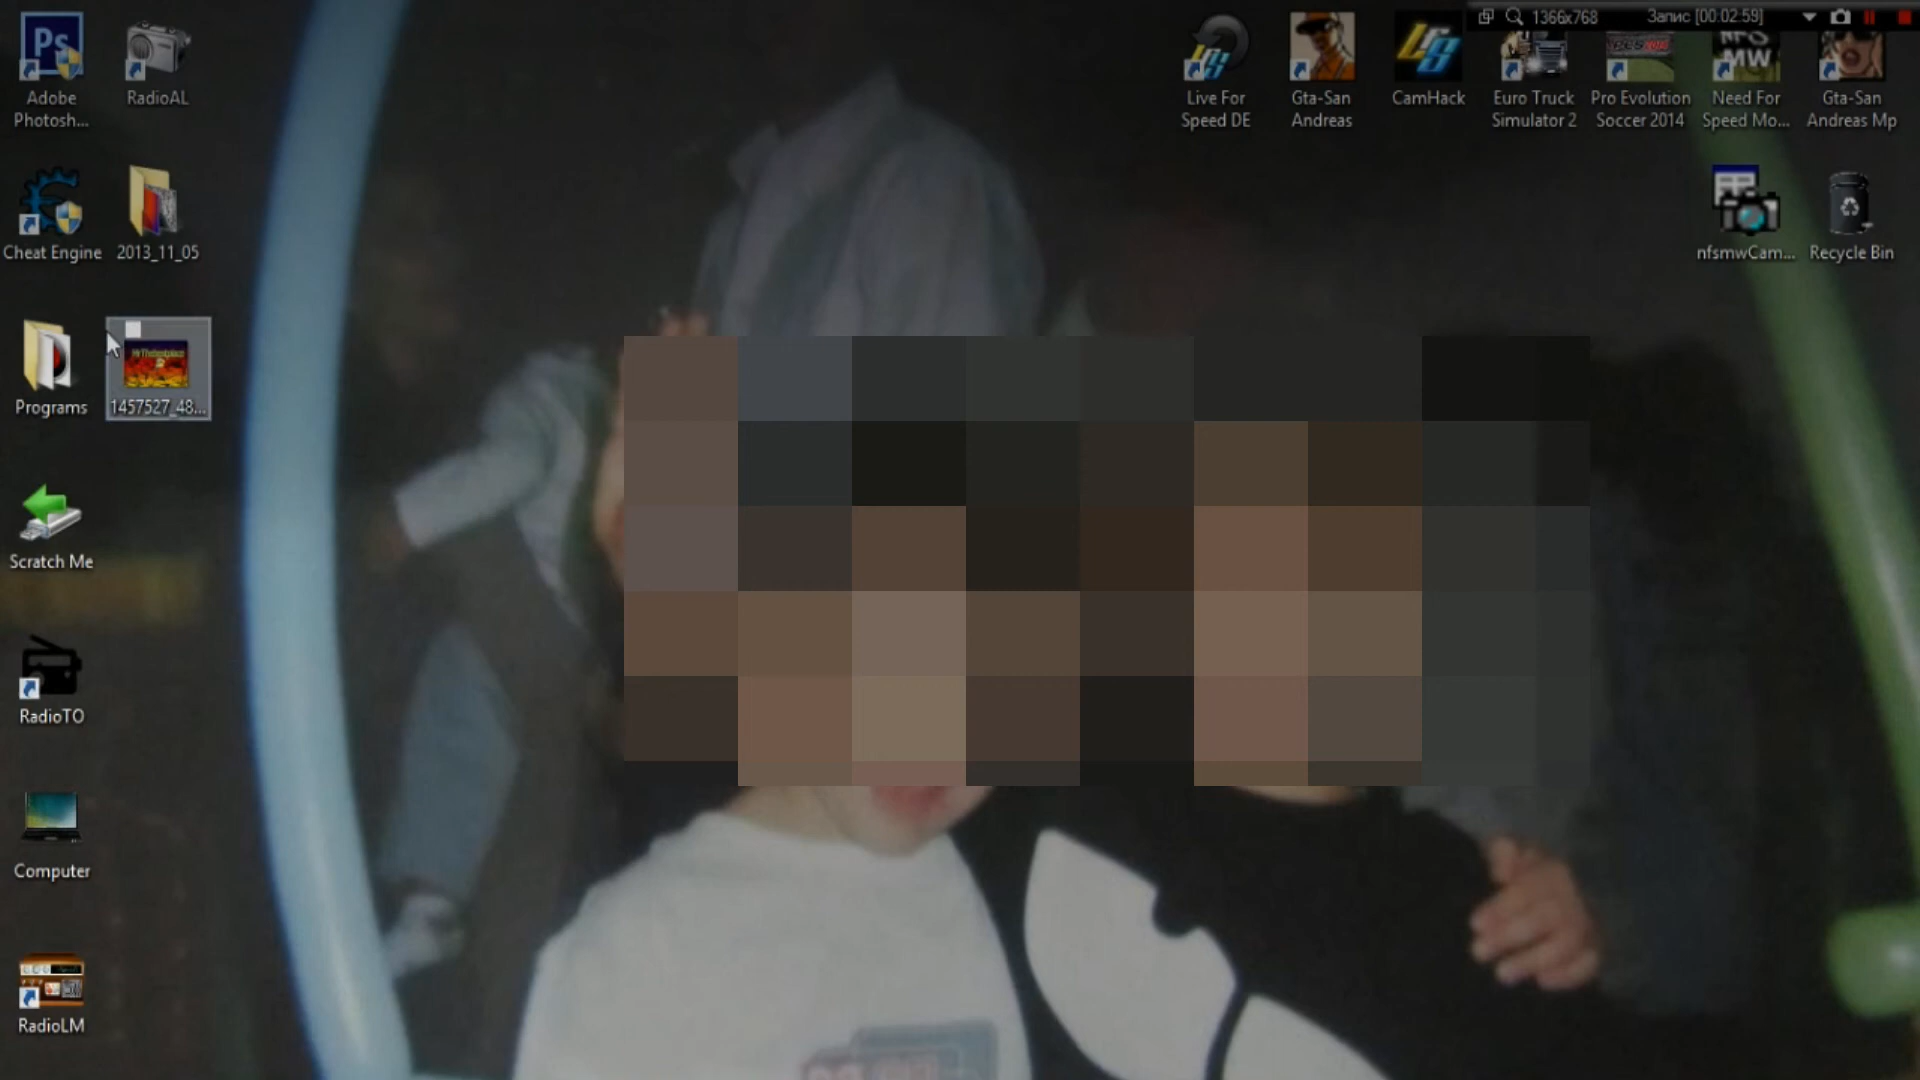 1366x768
Запис [00:02:59]
Ps
Adobe
Photosh...
RadioAL
Live For
Speed DE
Gta-San
Andreas
CamHack
Euro Truck
Simulator 2
Pro Evolution
Soccer 2014
MW
Need For
Speed Mo...
Gta-San
Andreas Mp
Cheat Engine
2013_11_05
nfsmwCam...
Recycle Bin
Programs
1457527_48...
Scratch Me
RadioTO
Computer
RadioLM